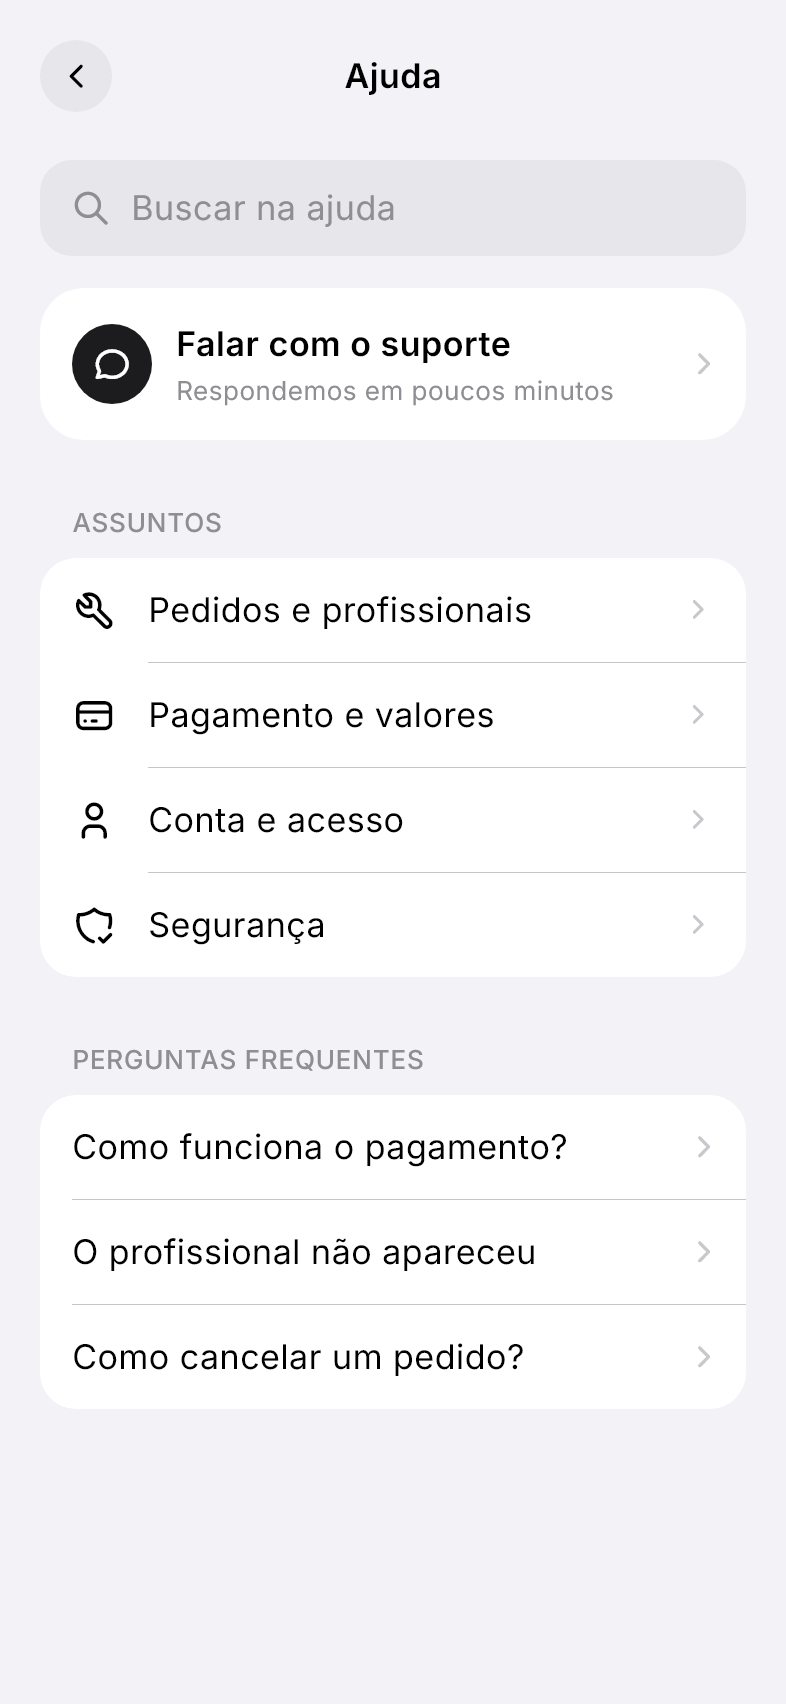 Ajuda
Buscar na ajuda
Falar com o suporte
Respondemos em poucos minutos
ASSUNTOS
Pedidos e profissionais
Pagamento e valores
Conta e acesso
Segurança
PERGUNTAS FREQUENTES
Como funciona o pagamento?
O profissional não apareceu
Como cancelar um pedido?